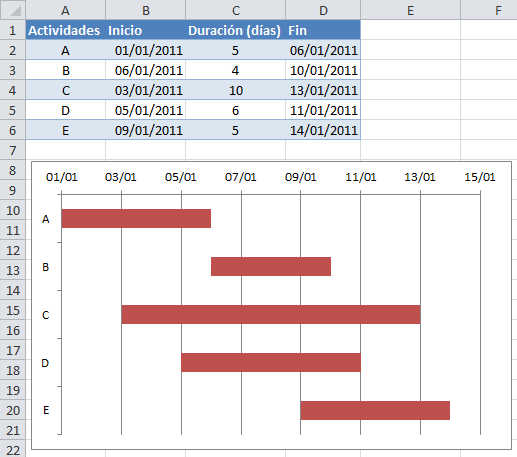 A B C D E F
1 Actividades Inicio Duración (días) Fin
2 A 01/01/2011 5 06/01/2011
3 B 06/01/2011 4 10/01/2011
4 C 03/01/2011 10 13/01/2011
5 D 05/01/2011 6 11/01/2011
6 E 09/01/2011 5 14/01/2011
7
8
9 01/01 03/01 05/01 07/01 09/01 11/01 13/01 15/01
10
11 A
12
13 B
14
15 C
16
17
18 D
19
20 E
21
22